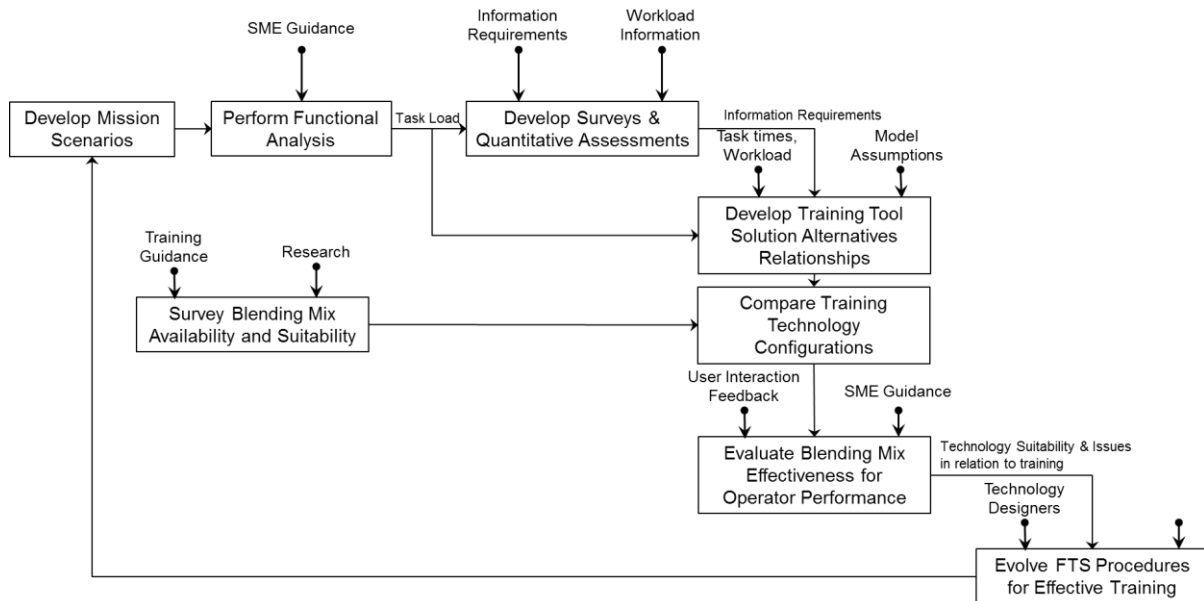 SME Guidance
Information
Requirements
Workload
Information
Develop Mission
Scenarios
Perform Functional
Analysis
Task Load
Develop Surveys &
Quantitative Assessments
Information Requirements
Task times,
Workload
Model
Assumptions
Develop Training Tool
Solution Alternatives
Relationships
Training
Guidance
Research
Survey Blending Mix
Availability and Suitability
Compare Training
Technology
Configurations
User Interaction
Feedback
SME Guidance
Evaluate Blending Mix
Effectiveness for
Operator Performance
Technology Suitability & Issues
in relation to training
Technology
Designers
Evolve FTS Procedures
for Effective Training